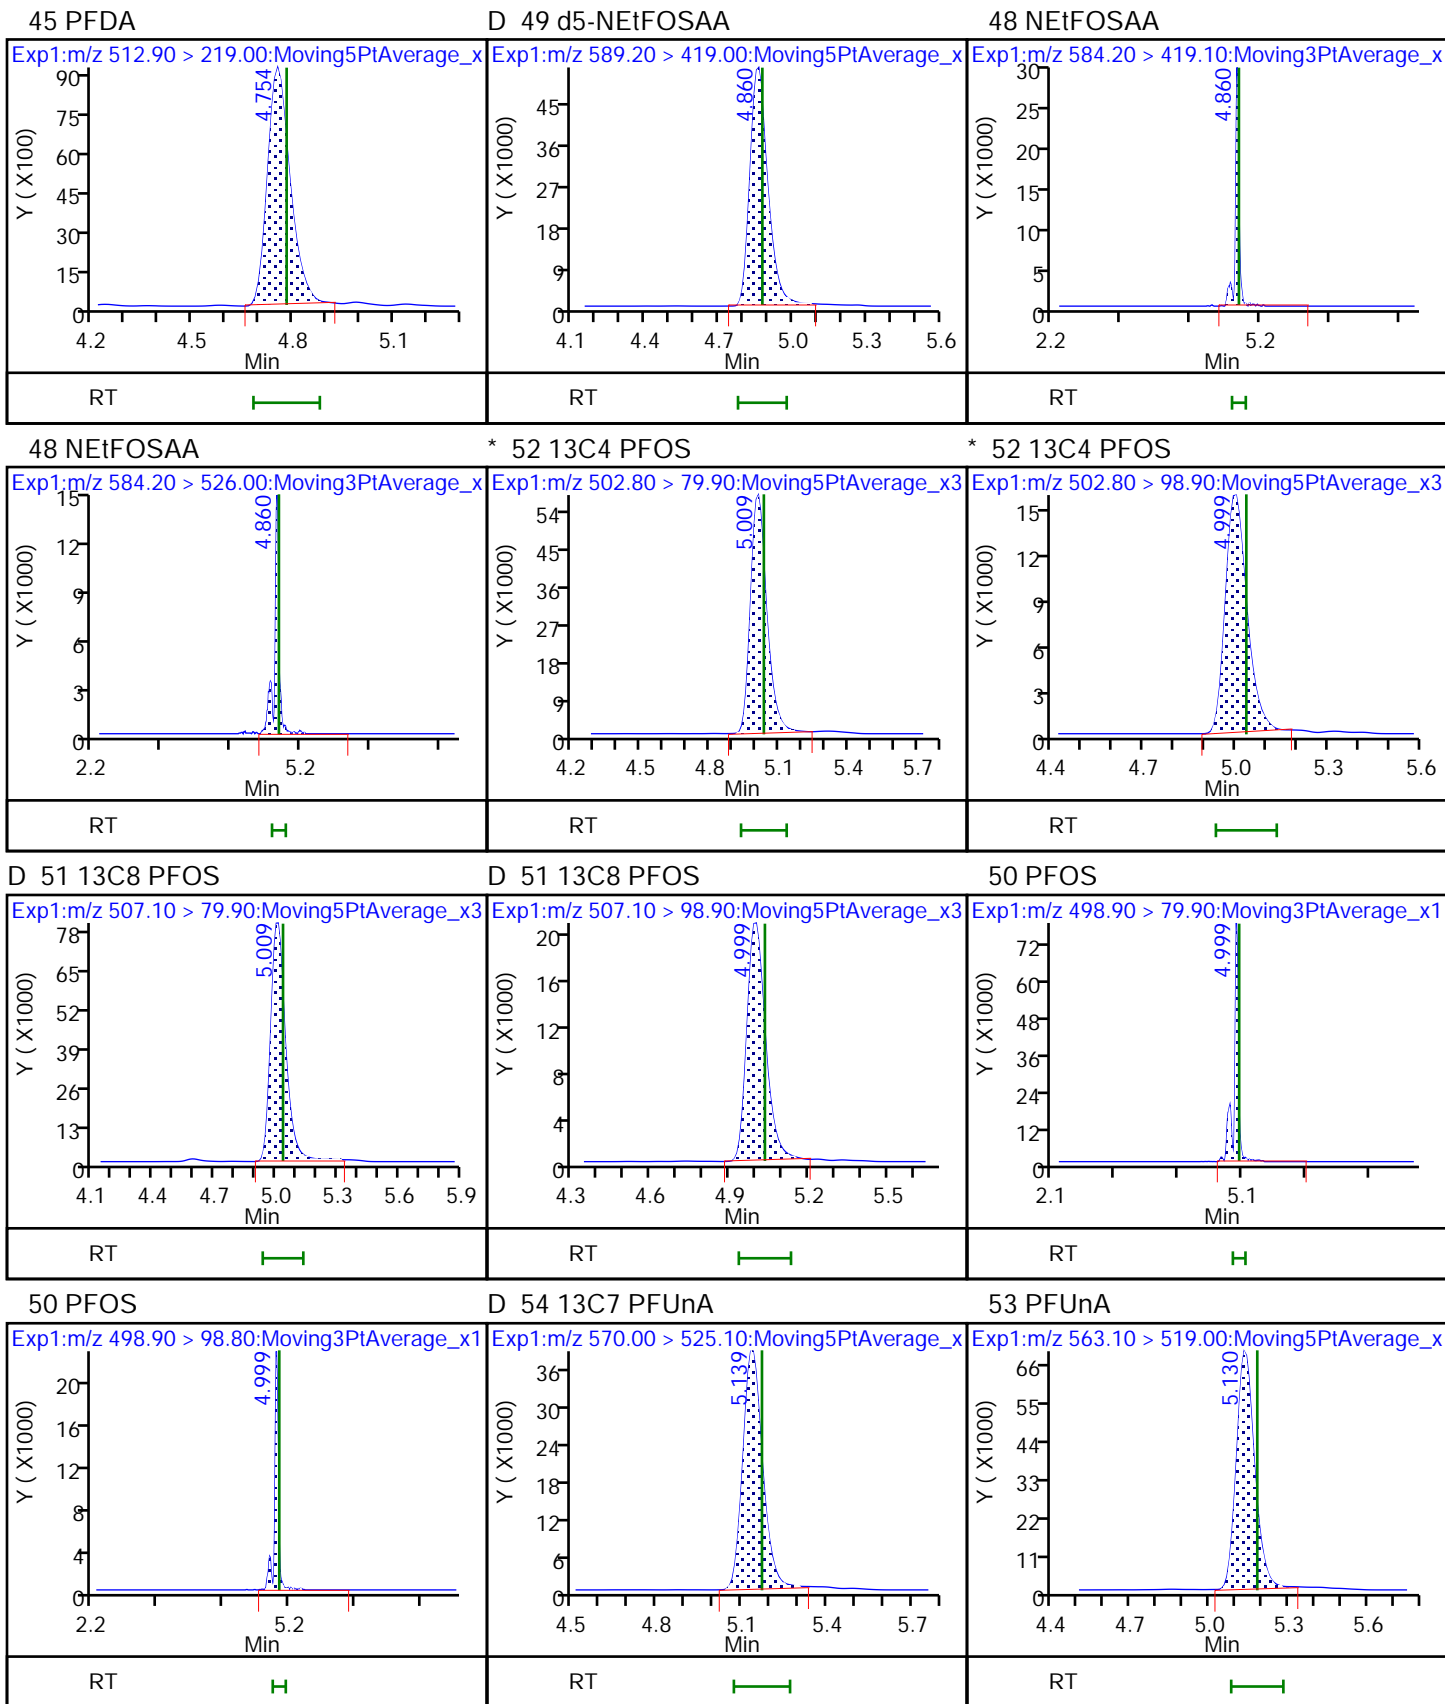 45 PFDA
Exp1:m/z 512.90 > 219.00:Moving5PtAverage_x
4.754
Y ( X100)
90
75
60
45
30
15
0
4.2 4.5 4.8 5.1
Min
RT
D 49 d5-NEtFOSAA
Exp1:m/z 589.20 > 419.00:Moving5PtAverage_x
4.860
Y ( X1000)
45
36
27
18
9
0
4.1 4.4 4.7 5.0 5.3 5.6
Min
RT
48 NEtFOSAA
Exp1:m/z 584.20 > 419.10:Moving3PtAverage_x
4.860
Y ( X1000)
30
25
20
15
10
5
0
2.2 5.2
Min
RT
48 NEtFOSAA
Exp1:m/z 584.20 > 526.00:Moving3PtAverage_x
4.860
Y ( X1000)
15
12
9
6
3
0
2.2 5.2
Min
RT
* 52 13C4 PFOS
Exp1:m/z 502.80 > 79.90:Moving5PtAverage_x3
5.009
Y ( X1000)
54
45
36
27
18
9
0
4.2 4.5 4.8 5.1 5.4 5.7
Min
RT
* 52 13C4 PFOS
Exp1:m/z 502.80 > 98.90:Moving5PtAverage_x3
4.999
Y ( X1000)
15
12
9
6
3
0
4.4 4.7 5.0 5.3 5.6
Min
RT
D 51 13C8 PFOS
Exp1:m/z 507.10 > 79.90:Moving5PtAverage_x3
5.009
Y ( X1000)
78
65
52
39
26
13
0
4.1 4.4 4.7 5.0 5.3 5.6 5.9
Min
RT
D 51 13C8 PFOS
Exp1:m/z 507.10 > 98.90:Moving5PtAverage_x3
4.999
Y ( X1000)
20
16
12
8
4
0
4.3 4.6 4.9 5.2 5.5
Min
RT
50 PFOS
Exp1:m/z 498.90 > 79.90:Moving3PtAverage_x1
4.999
Y ( X1000)
72
60
48
36
24
12
0
2.1 5.1
Min
RT
50 PFOS
Exp1:m/z 498.90 > 98.80:Moving3PtAverage_x1
4.999
Y ( X1000)
20
16
12
8
4
0
2.2 5.2
Min
RT
D 54 13C7 PFUnA
Exp1:m/z 570.00 > 525.10:Moving5PtAverage_x
5.139
Y ( X1000)
36
30
24
18
12
6
0
4.5 4.8 5.1 5.4 5.7
Min
RT
53 PFUnA
Exp1:m/z 563.10 > 519.00:Moving5PtAverage_x
5.130
Y ( X1000)
66
55
44
33
22
11
0
4.4 4.7 5.0 5.3 5.6
Min
RT